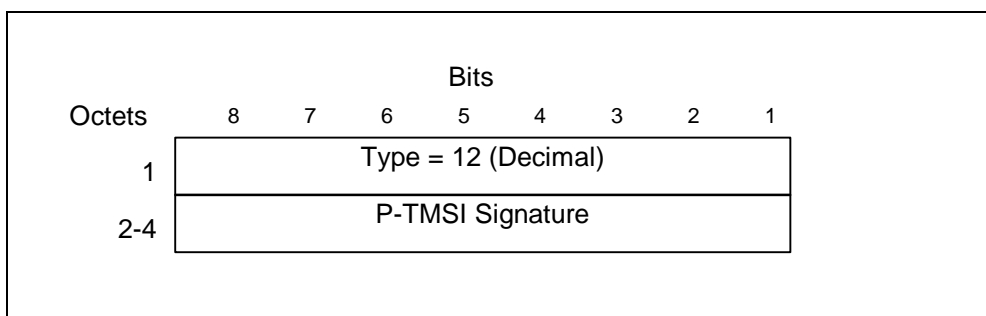 Bits
Octets 8 7 6 5 4 3 2 1
1 Type = 12 (Decimal)
2-4 P-TMSI Signature